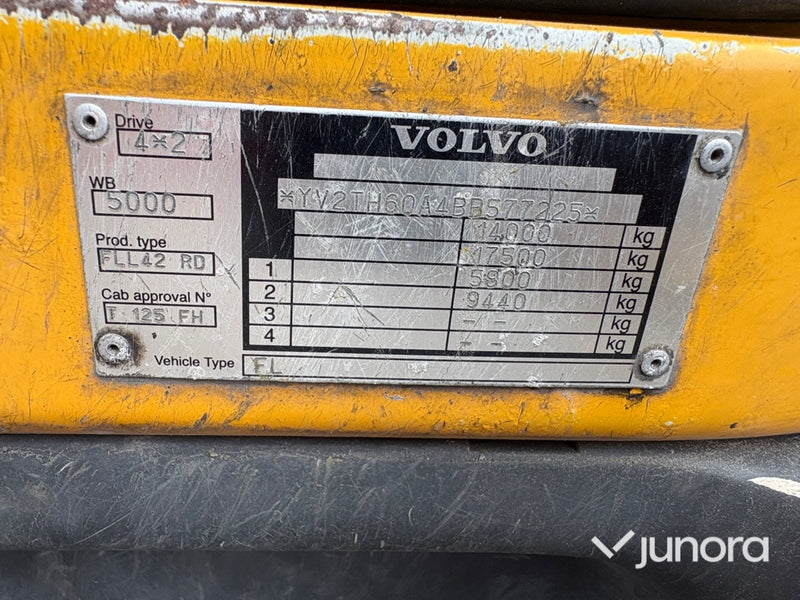 Drive
4×2
WB
5000
Prod. type
FLL42 RD
Cab approval N°
T 125 FH
VOLVO
*YV2TH60A4BB577225*
14000 kg
17500 kg
1 5800 kg
2 9440 kg
3 - - kg
4 - - kg
Vehicle Type FL
junora